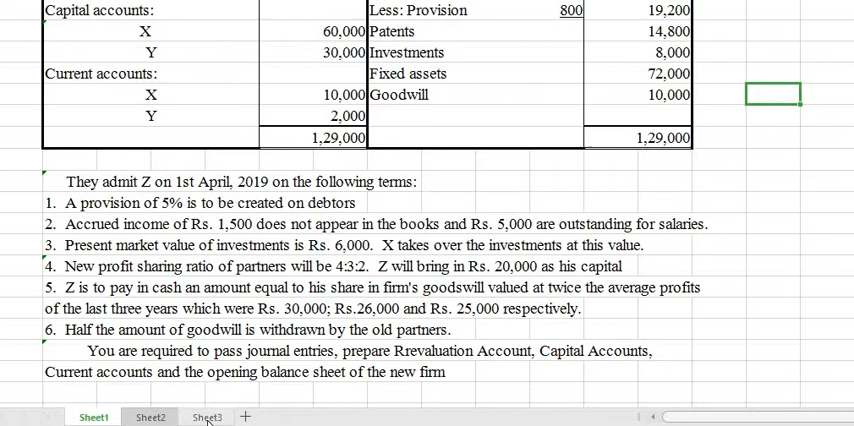 Capital accounts: Less: Provision 800 19,200
X 60,000 Patents 14,800
Y 30,000 Investments 8,000
Current accounts: Fixed assets 72,000
X 10,000 Goodwill 10,000
Y 2,000
1,29,000 1,29,000
They admit Z on 1st April, 2019 on the following terms:
1. A provision of 5% is to be created on debtors
2. Accrued income of Rs. 1,500 does not appear in the books and Rs. 5,000 are outstanding for salaries.
3. Present market value of investments is Rs. 6,000. X takes over the investments at this value.
4. New profit sharing ratio of partners will be 4:3:2. Z will bring in Rs. 20,000 as his capital
5. Z is to pay in cash an amount equal to his share in firm's goodswill valued at twice the average profits
of the last three years which were Rs. 30,000; Rs.26,000 and Rs. 25,000 respectively.
6. Half the amount of goodwill is withdrawn by the old partners.
You are required to pass journal entries, prepare Rrevaluation Account, Capital Accounts,
Current accounts and the opening balance sheet of the new firm
Sheet1 Sheet2 Sheet3